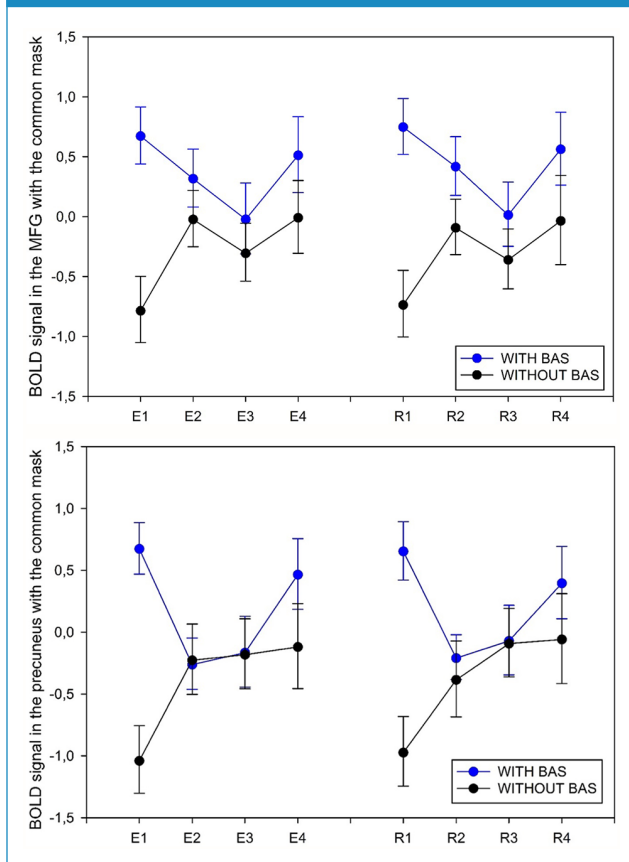 BOLD signal in the MFG with the common mask
1,5
1,0
0,5
0,0
-0,5
-1,0
-1,5
WITH BAS
WITHOUT BAS
E1 E2 E3 E4 R1 R2 R3 R4
BOLD signal in the precuneus with the common mask
1,5
1,0
0,5
0,0
-0,5
-1,0
-1,5
WITH BAS
WITHOUT BAS
E1 E2 E3 E4 R1 R2 R3 R4